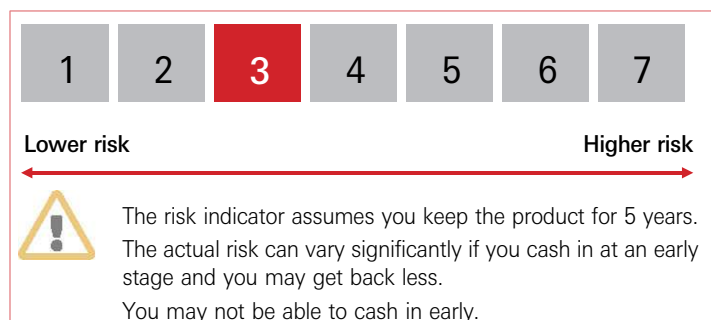 1 2 3 4 5 6 7
Lower risk Higher risk
The risk indicator assumes you keep the product for 5 years.
The actual risk can vary significantly if you cash in at an early
stage and you may get back less.
You may not be able to cash in early.